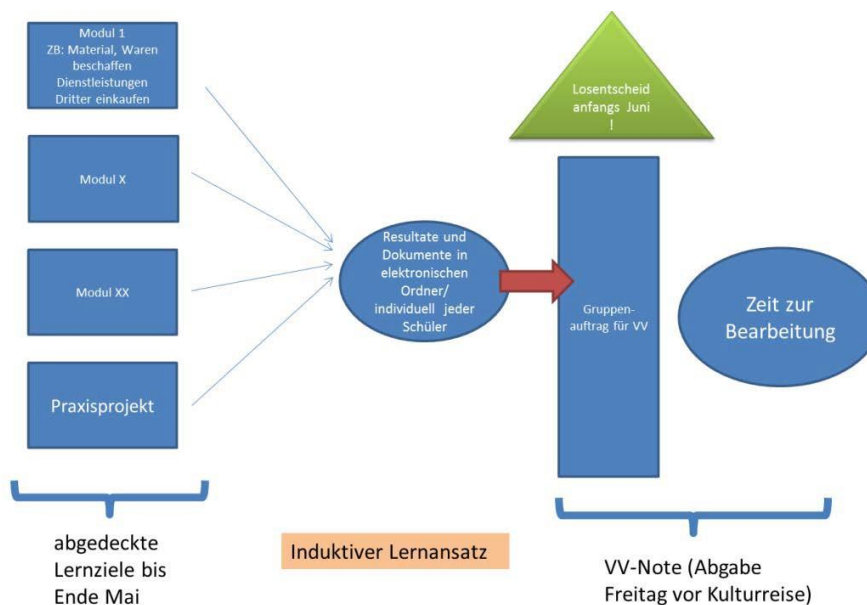 Modul 1
ZB: Material, Waren
beschaffen
Dienstleistungen
Dritter einkaufen
Modul X
Modul XX
Praxisprojekt
abgedeckte
Lernziele bis
Ende Mai
Resultate und
Dokumente in
elektronischen
Ordner/
individuell jeder
Schüler
Induktiver Lernansatz
Losentscheid
anfangs Juni
!
Gruppen-
auftrag für VV
Zeit zur
Bearbeitung
VV-Note (Abgabe
Freitag vor Kulturreise)